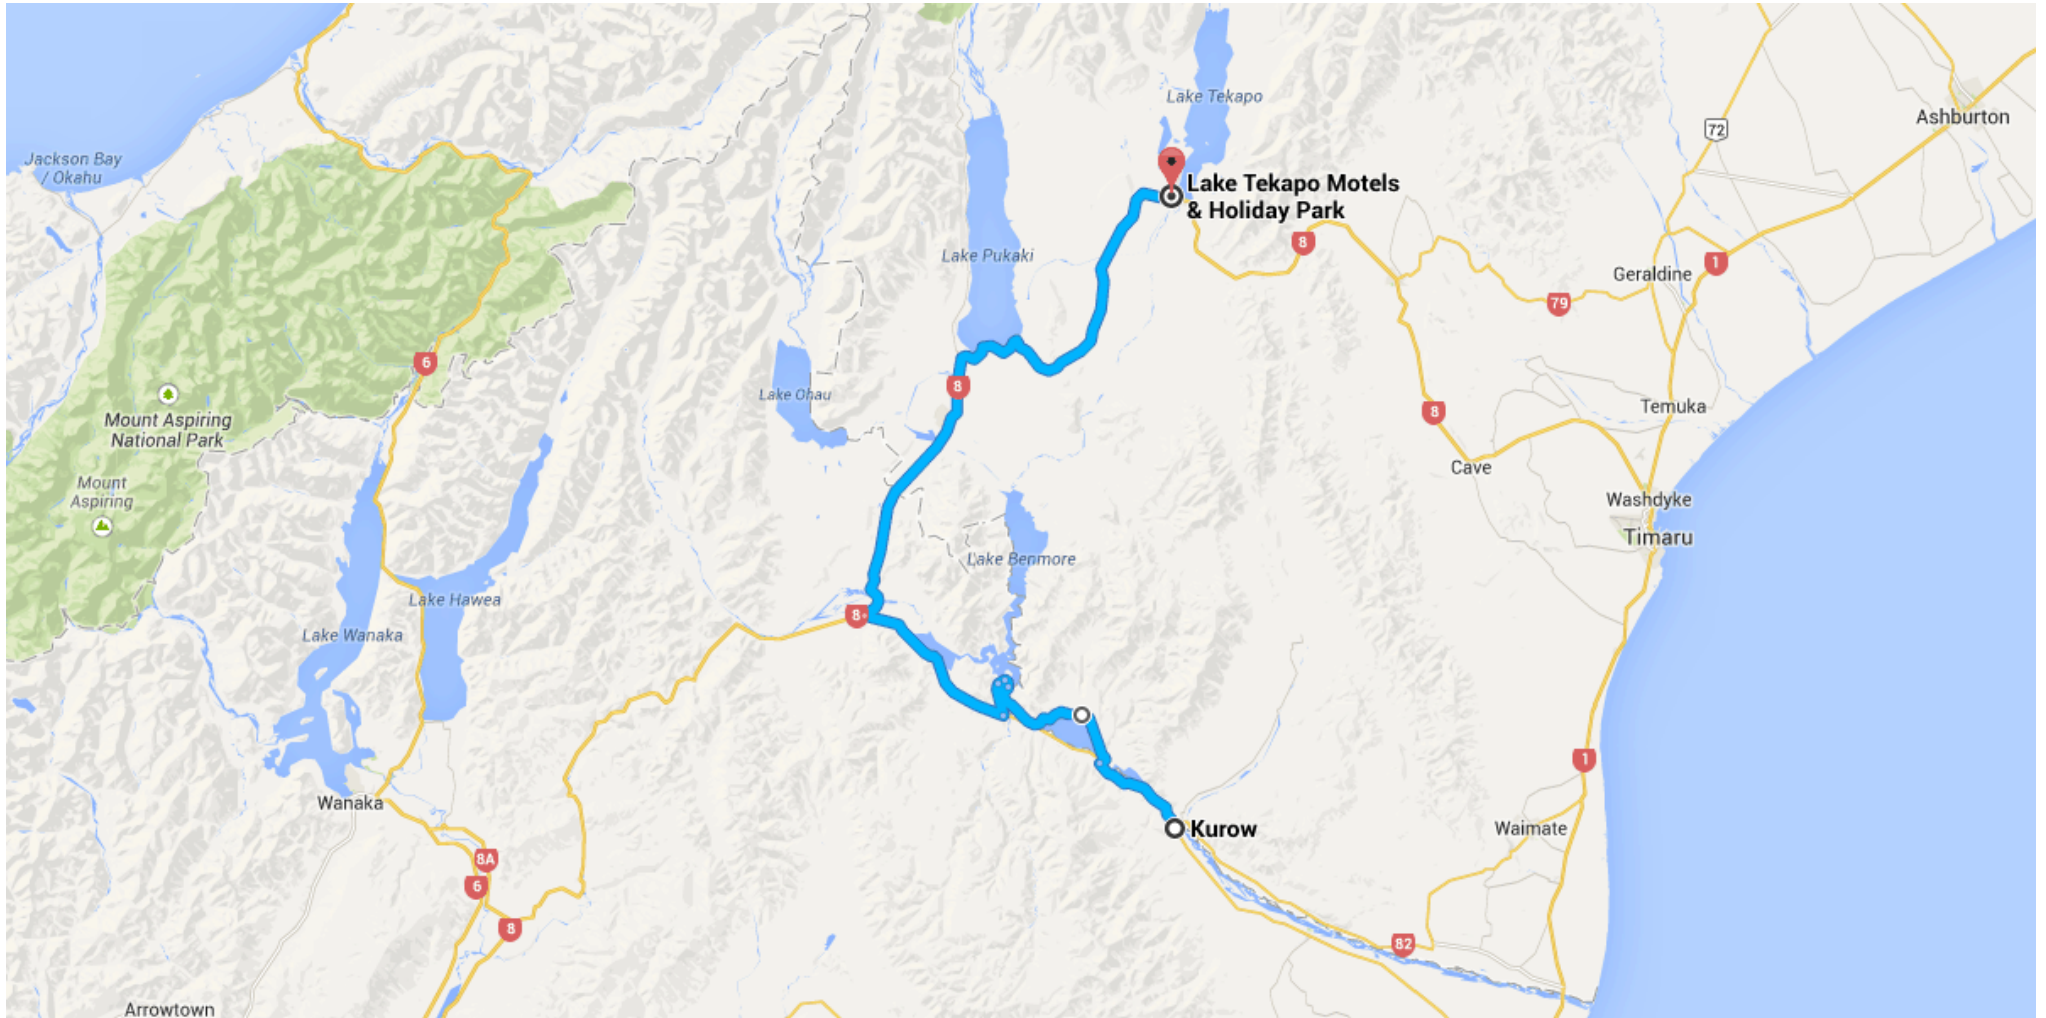 Lake Tekapo
72
Ashburton
Jackson Bay
/ Okahu
Lake Tekapo Motels
& Holiday Park
8
Lake Pukaki
Geraldine
1
79
6
8
Lake Ohau
Mount Aspiring
National Park
8
Temuka
Cave
Mount
Aspiring
Washdyke
Timaru
Lake Benmore
Lake Hawea
8
Lake Wanaka
1
Wanaka
Kurow
Waimate
8A
6
8
82
Arrowtown